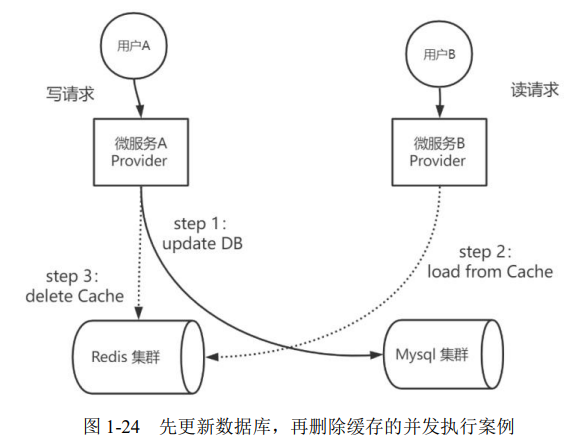 用户A
用户B
写请求
读请求
微服务A
Provider
微服务B
Provider
step 1：
update DB
step 2：
load from Cache
step 3：
delete Cache
Redis 集群
Mysql 集群
图 1-24 先更新数据库，再删除缓存的并发执行案例